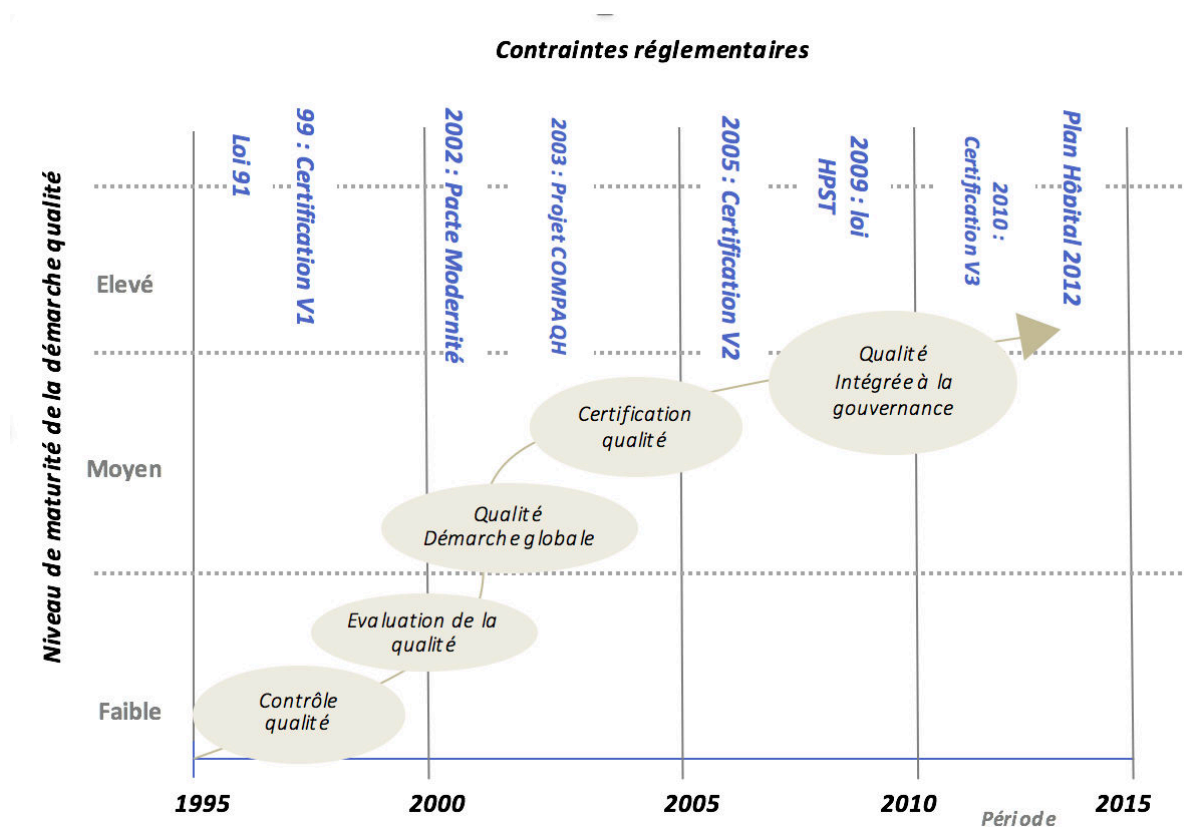 Contraintes réglementaires
Niveau de maturité de la démarche qualité
Loi 91
99 : Certification V1
2002 : Pacte Modernité
2003 : Projet COMPAQH
2005 : Certification V2
2009 : loi
HPST
2010 :
Certification V3
Plan Hôpital 2012
Elevé
Moyen
Faible
Qualité
Intégrée à la
gouvernance
Certification
qualité
Qualité
Démarche globale
Evaluation de la
qualité
Contrôle
qualité
1995
2000
2005
2010
2015
Période